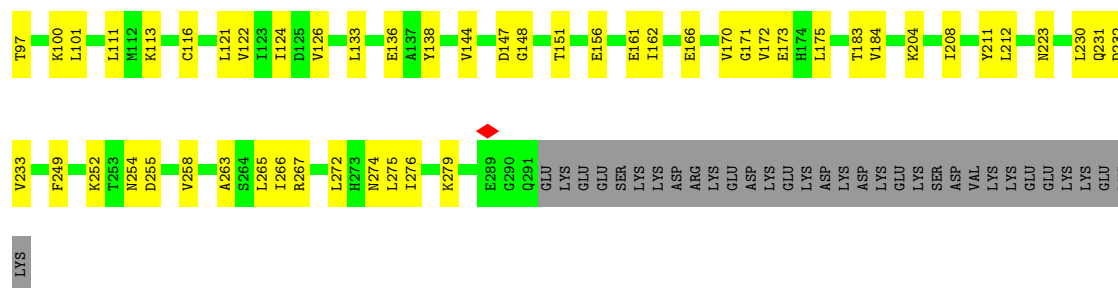 T97 K100 L101 L111 M112 K113 C116 L121 V122 I123 I124 D125 V126 L133 E136 A137 Y138 V144 D147 G148 T151 E156 E161 I162 E166 V170 G171 V172 E173 H174 L175 T183 V184 K204 I208 Y211 L212 N223 L230 Q231 D232
V233 F249 K252 T253 N254 D255 V258 A263 S264 L265 I266 R267 L272 H273 N274 L275 I276 K279 E289 G290 Q291 GLU LYS GLU GLU SER LYS LYS ASP ARG LYS GLU ASP LYS GLU LYS ASP LYS ASP LYS GLU LYS SER ASP VAL LYS LYS GLU GLU LYS LYS GLU
LYS